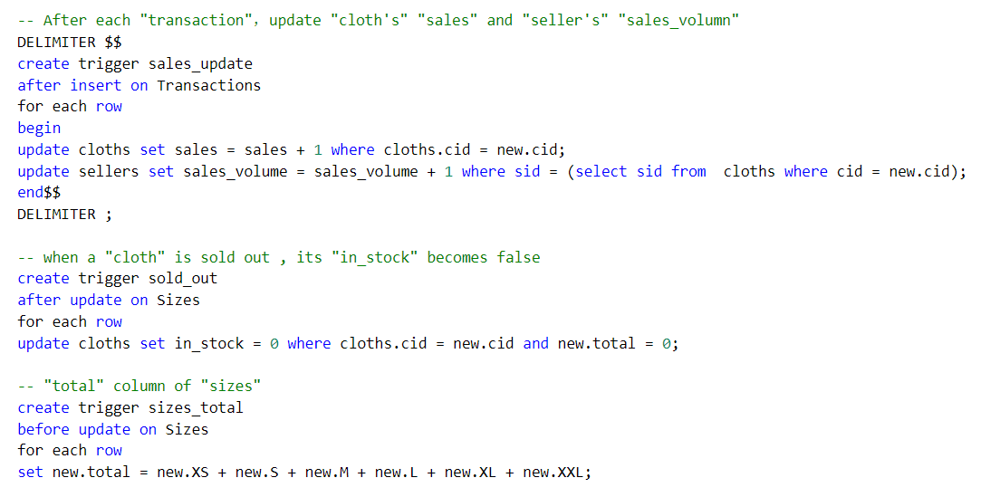 -- After each "transaction", update "cloth's" "sales" and "seller's" "sales_volumn"
DELIMITER $$
create trigger sales_update
after insert on Transactions
for each row
begin
update cloths set sales = sales + 1 where cloths.cid = new.cid;
update sellers set sales_volume = sales_volume + 1 where sid = (select sid from  cloths where cid = new.cid);
end$$
DELIMITER ;
-- when a "cloth" is sold out , its "in_stock" becomes false
create trigger sold_out
after update on Sizes
for each row
update cloths set in_stock = 0 where cloths.cid = new.cid and new.total = 0;
-- "total" column of "sizes"
create trigger sizes_total
before update on Sizes
for each row
set new.total = new.XS + new.S + new.M + new.L + new.XL + new.XXL;